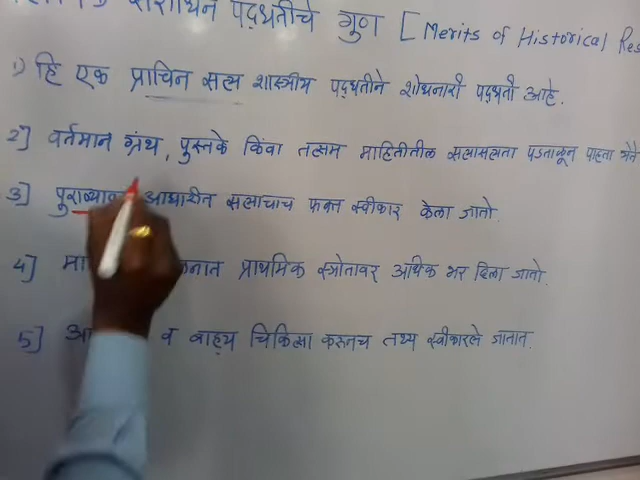 संशोधन पद्धतीचे गुण [Merits of Historical Res
1) हि एक प्राचिन सत्य शास्त्रीय पद्धतीने शोधनारी पद्धती आहे.
2] वर्तमान ग्रंथ, पुस्तके किंवा तत्सम माहितीतील सत्यासत्यता पडताळून पाहता येते
3] आधारीत सत्याचाच फक्त स्वीकार केला जातो.
4] प्राथमिक स्त्रोतावर अधिक भर दिला जातो.
5] व बाह्य चिकित्सा करूनच तथ्य स्वीकारले जातात.